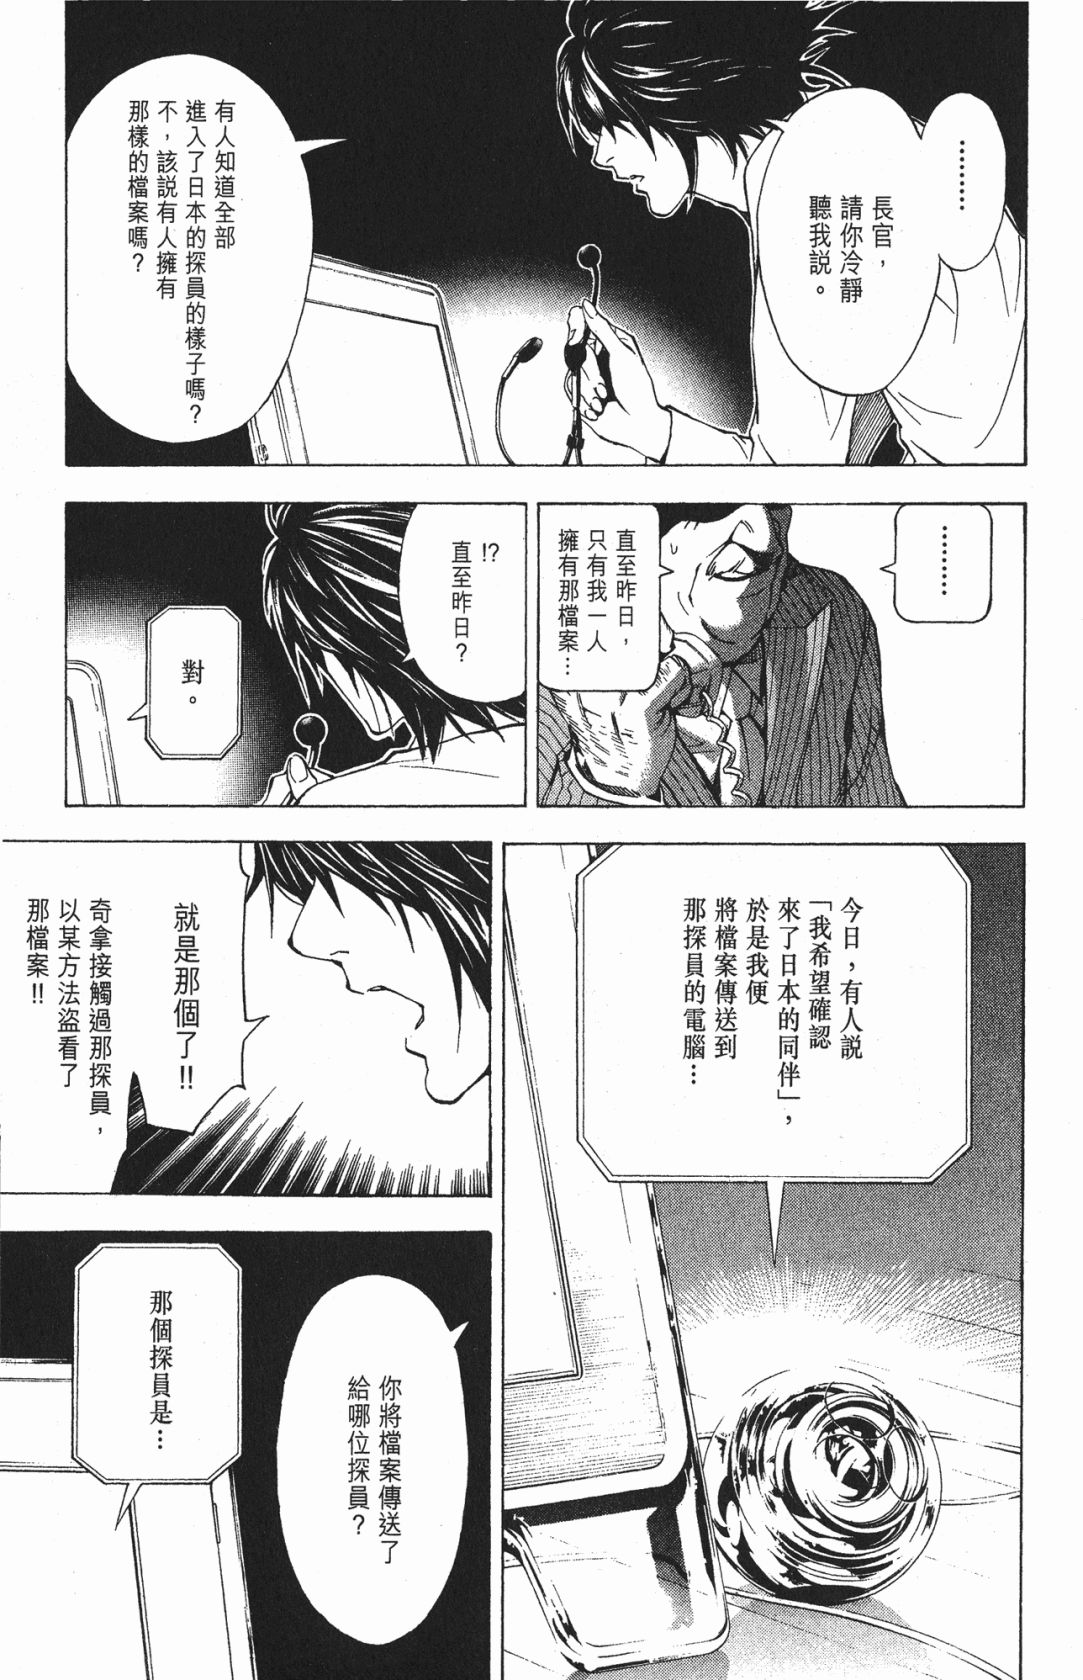 ………
長官，
請你冷靜
聽我説。
有人知道全部
進入了日本的探員的樣子嗎？
不，該説有人擁有
那樣的檔案嗎？
………
直至昨日，
只有我一人
擁有那檔案…
!?
直至昨日？
對。
今日，有人説
「我希望確認
來了日本的同伴」，
於是我便
將檔案傳送到
那探員的電腦…
就是那個了!!
奇拿接觸過那探員，
以某方法盜看了
那檔案!!
你將檔案傳送了
給哪位探員？
那個探員是…